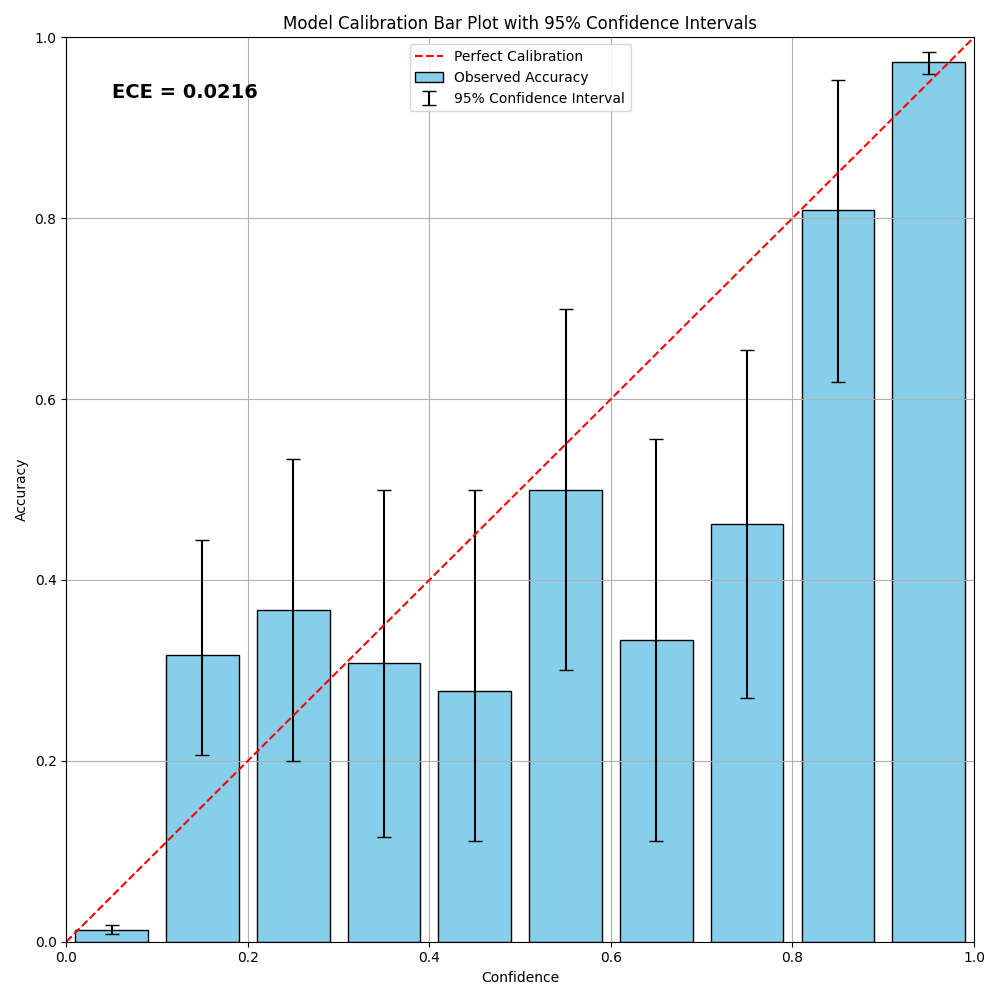 Model Calibration Bar Plot with 95% Confidence Intervals
1.0
0.8
0.6
0.4
0.2
0.0
Accuracy
ECE = 0.0216
Perfect Calibration
Observed Accuracy
95% Confidence Interval
0.0 0.2 0.4 0.6 0.8 1.0
Confidence